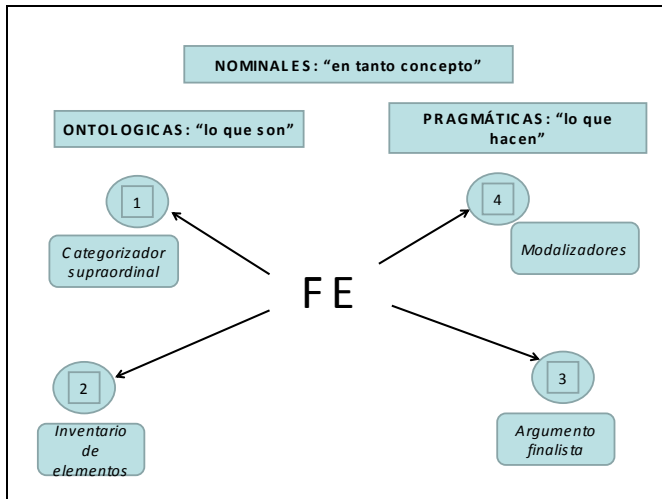 NOMINALES: “en tanto concepto”
ONTOLOGICAS: “lo que son”
PRAGMÁTICAS: “lo que
hacen”
1
Categorizador
supraordinal
4
Modalizadores
FE
2
Inventario
de
elementos
3
Argumento
finalista